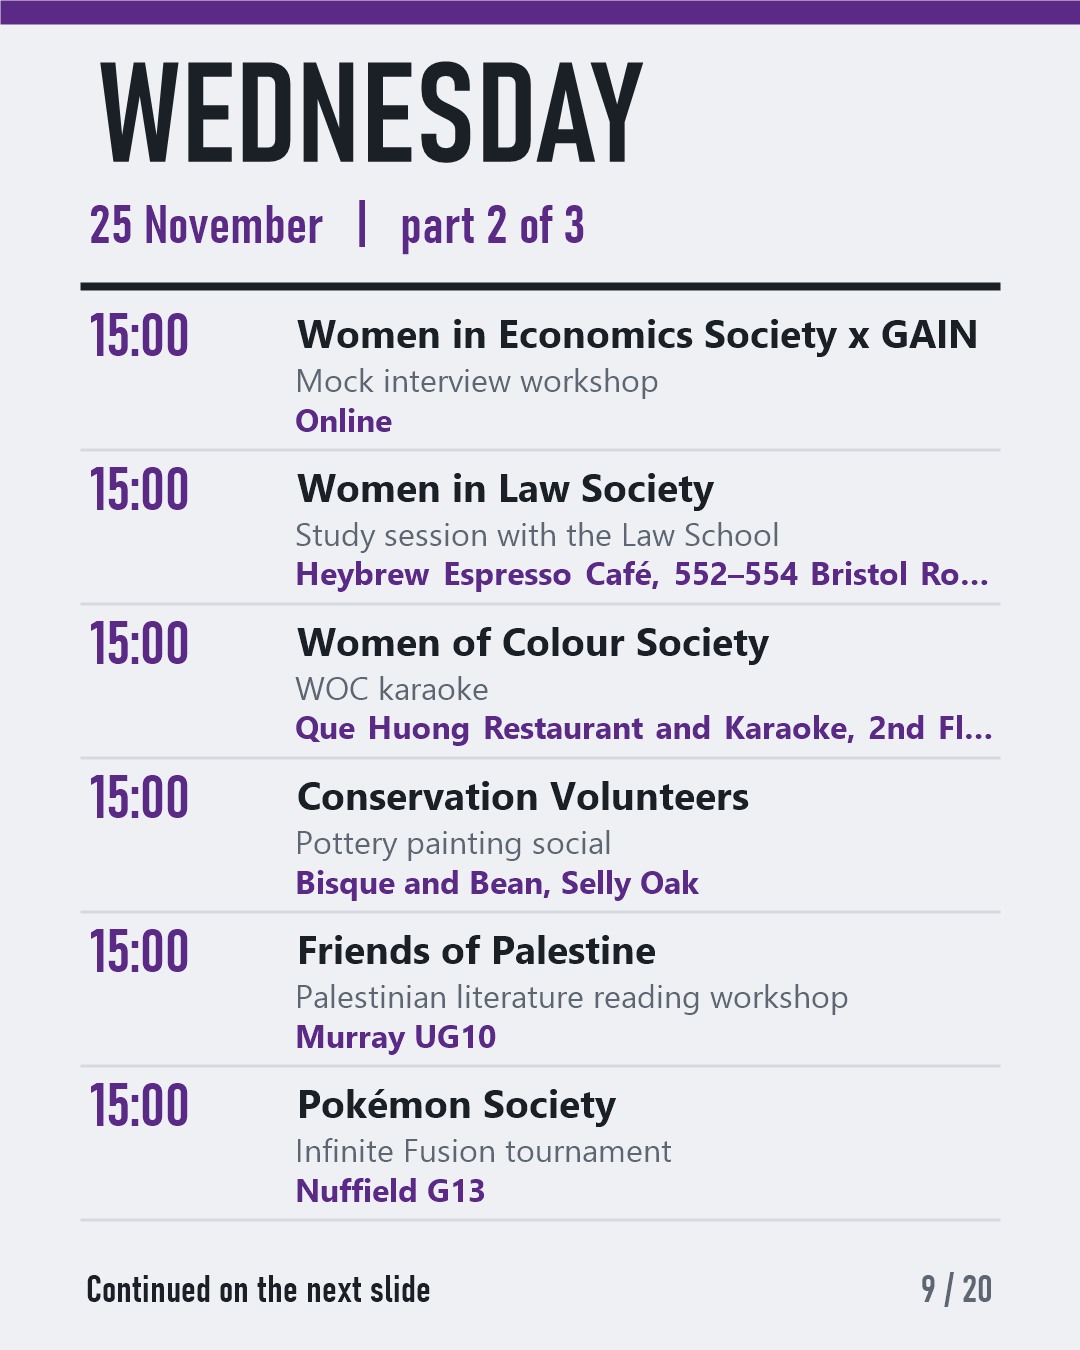 WEDNESDAY
25 November | part 2 of 3
15:00 Women in Economics Society x GAIN
Mock interview workshop
Online
15:00 Women in Law Society
Study session with the Law School
Heybrew Espresso Café, 552–554 Bristol Ro…
15:00 Women of Colour Society
WOC karaoke
Que Huong Restaurant and Karaoke, 2nd Fl…
15:00 Conservation Volunteers
Pottery painting social
Bisque and Bean, Selly Oak
15:00 Friends of Palestine
Palestinian literature reading workshop
Murray UG10
15:00 Pokémon Society
Infinite Fusion tournament
Nuffield G13
Continued on the next slide 9 / 20